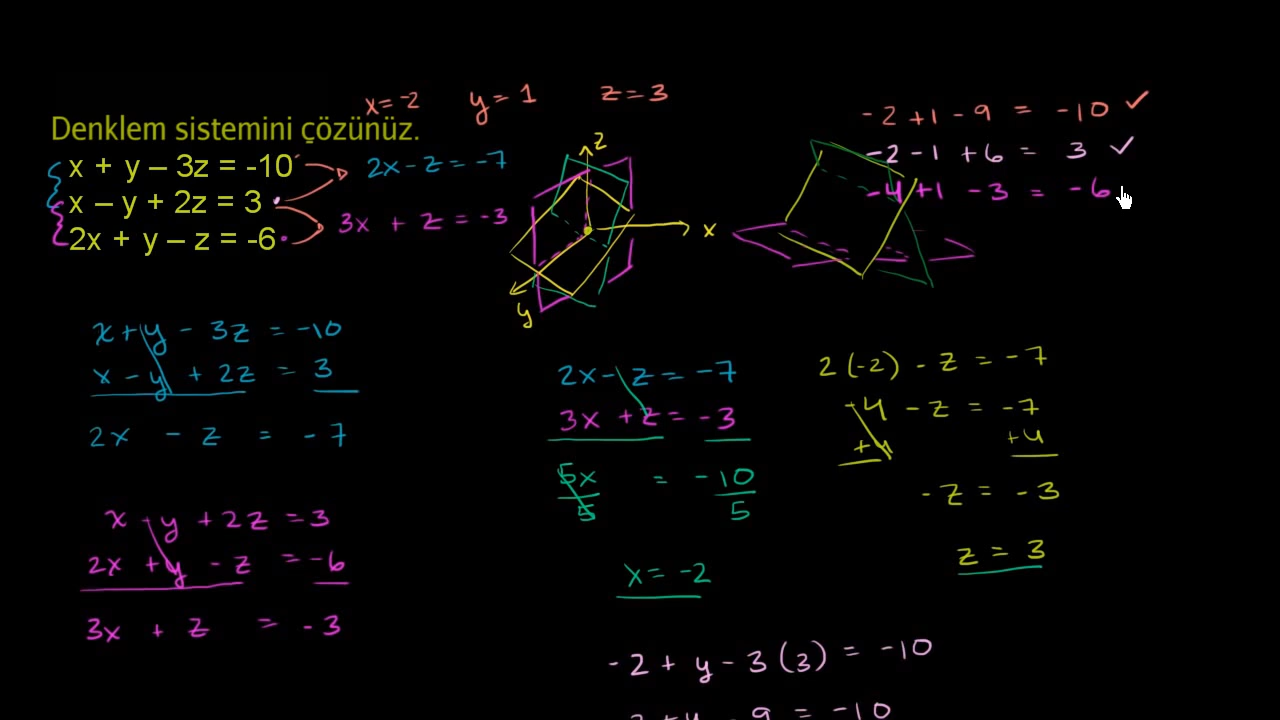 x = -2 y = 1 z = 3
Denklem sistemini çözünüz.
x + y – 3z = -10
x – y + 2z = 3
2x + y – z = -6
2x - z = -7
3x + z = -3
z
x
y
-2 + 1 - 9 = -10 ✓
-2 - 1 + 6 = 3 ✓
-4 + 1 - 3 = -6
x + y - 3z = -10
x - y + 2z = 3
2x - z = -7
x - y + 2z = 3
2x + y - z = -6
3x + z = -3
2x - z = -7
3x + z = -3
5x = -10
5 5
x = -2
2(-2) - z = -7
-4 - z = -7
+4 +4
-z = -3
z = 3
-2 + y - 3(3) = -10
-2 + y - 9 = -10